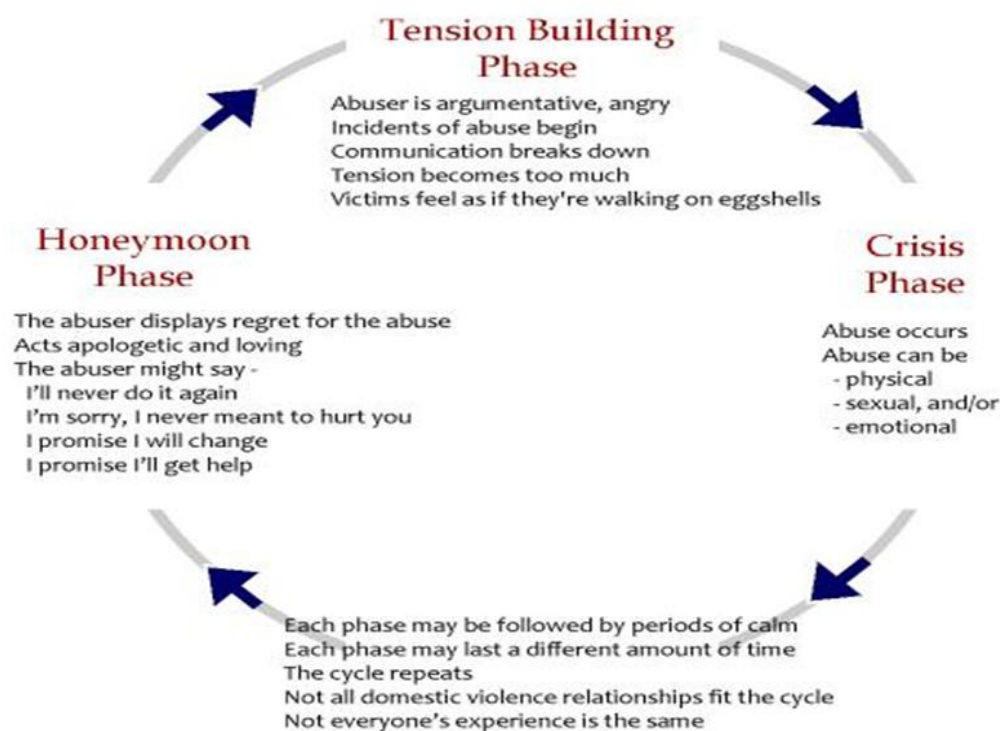 Tension Building
Phase
Abuser is argumentative, angry
Incidents of abuse begin
Communication breaks down
Tension becomes too much
Victims feel as if they're walking on eggshells
Honeymoon
Phase
The abuser displays regret for the abuse
Acts apologetic and loving
The abuser might say -
I'll never do it again
I'm sorry, I never meant to hurt you
I promise I will change
I promise I'll get help
Crisis
Phase
Abuse occurs
Abuse can be
- physical
- sexual, and/or
- emotional
Each phase may be followed by periods of calm
Each phase may last a different amount of time
The cycle repeats
Not all domestic violence relationships fit the cycle
Not everyone's experience is the same